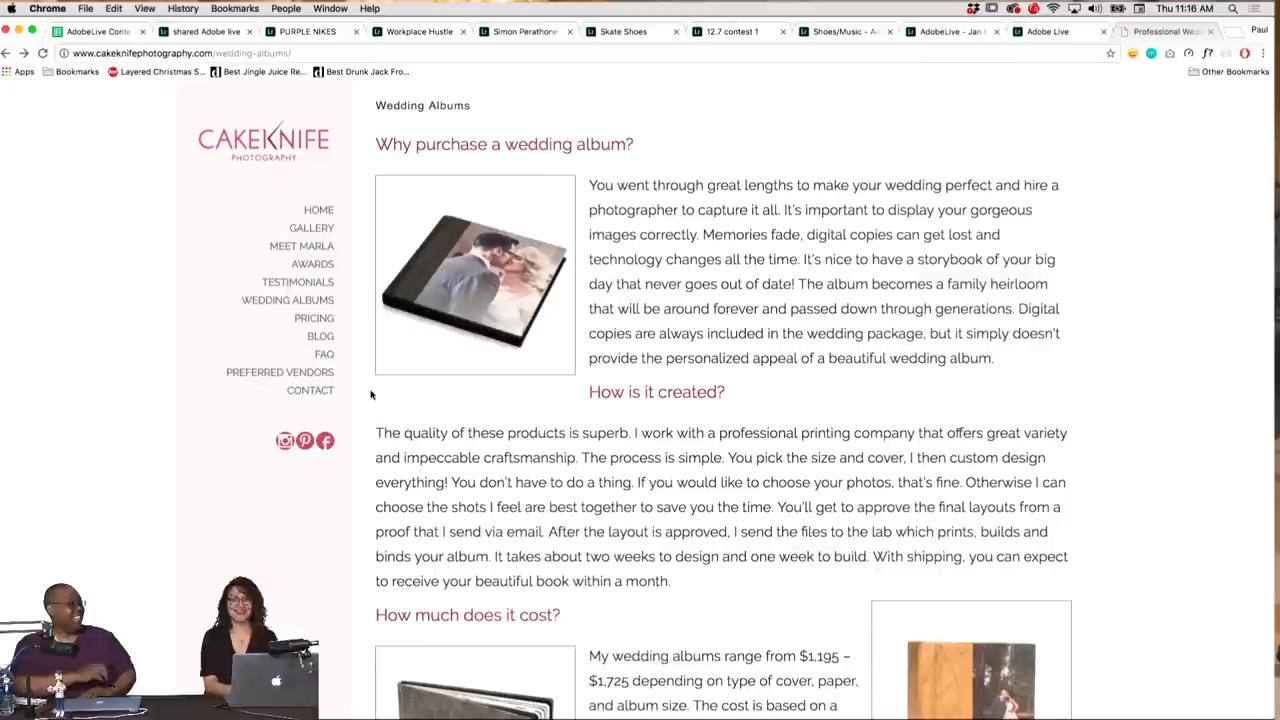 Chrome File Edit View History Bookmarks People Window Help Thu 11:16 AM
AdobeLive Conte shared Adobe live PURPLE NIKES Workplace Hustle Simon Perathone Skate Shoes 12.7 contest 1 Shoes/Music - Ad AdobeLive - Jan Adobe Live Professional Wed Paul
www.cakeknifephotography.com/wedding-albums/
Apps Bookmarks Layered Christmas S... Best Jingle Juice Re... Best Drunk Jack Fro... Other Bookmarks
CAKEKNIFE
PHOTOGRAPHY
HOME
GALLERY
MEET MARLA
AWARDS
TESTIMONIALS
WEDDING ALBUMS
PRICING
BLOG
FAQ
PREFERRED VENDORS
CONTACT
Wedding Albums
Why purchase a wedding album?
You went through great lengths to make your wedding perfect and hire a
photographer to capture it all. It's important to display your gorgeous
images correctly. Memories fade, digital copies can get lost and
technology changes all the time. It's nice to have a storybook of your big
day that never goes out of date! The album becomes a family heirloom
that will be around forever and passed down through generations. Digital
copies are always included in the wedding package, but it simply doesn't
provide the personalized appeal of a beautiful wedding album.
How is it created?
The quality of these products is superb. I work with a professional printing company that offers great variety
and impeccable craftsmanship. The process is simple. You pick the size and cover, I then custom design
everything! You don't have to do a thing. If you would like to choose your photos, that's fine. Otherwise I can
choose the shots I feel are best together to save you the time. You'll get to approve the final layouts from a
proof that I send via email. After the layout is approved, I send the files to the lab which prints, builds and
binds your album. It takes about two weeks to design and one week to build. With shipping, you can expect
to receive your beautiful book within a month.
How much does it cost?
My wedding albums range from $1,195 –
$1,725 depending on type of cover, paper,
and album size. The cost is based on a